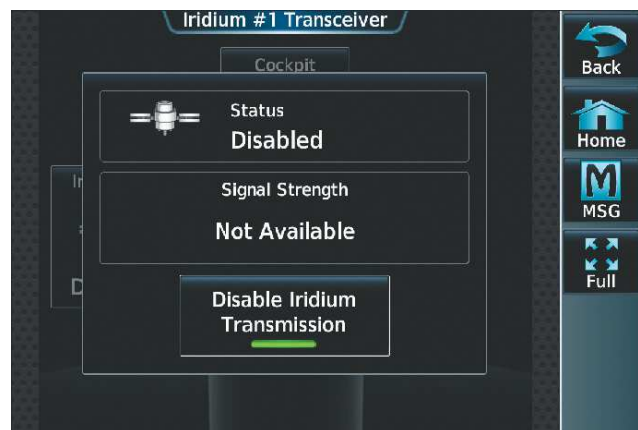 Iridium #1 Transceiver
Cockpit
Status
Disabled
Signal Strength
Not Available
Disable Iridium
Transmission
Back
Home
MSG
Full